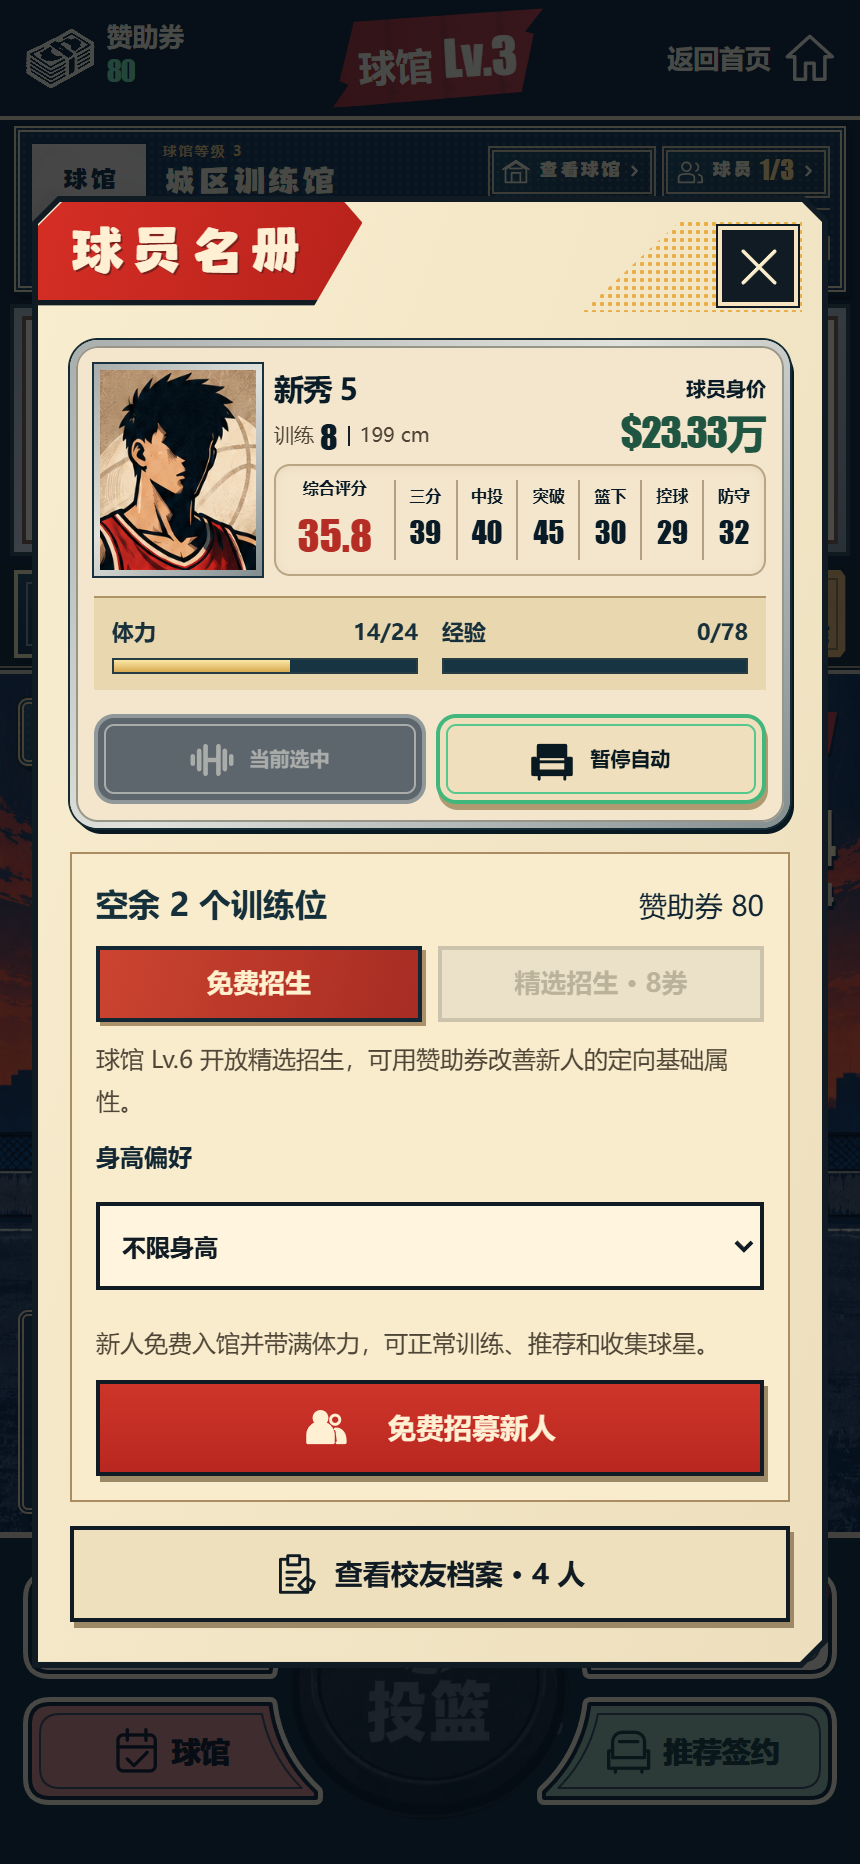 赞助券
80
球馆 Lv.3
返回首页
球馆
球馆等级 3
城区训练馆
查看球馆 ›
球员 1/3 ›
球员名册
新秀 5
训练 8 | 199 cm
球员身价
$23.33万
综合评分 三分 中投 突破 篮下 控球 防守
35.8 39 40 45 30 29 32
体力 14/24 经验 0/78
当前选中
暂停自动
空余 2 个训练位
赞助券 80
免费招生
精选招生 • 8券
球馆 Lv.6 开放精选招生，可用赞助券改善新人的定向基础属
性。
身高偏好
不限身高
新人免费入馆并带满体力，可正常训练、推荐和收集球星。
免费招募新人
查看校友档案 • 4 人
投篮
球馆
推荐签约